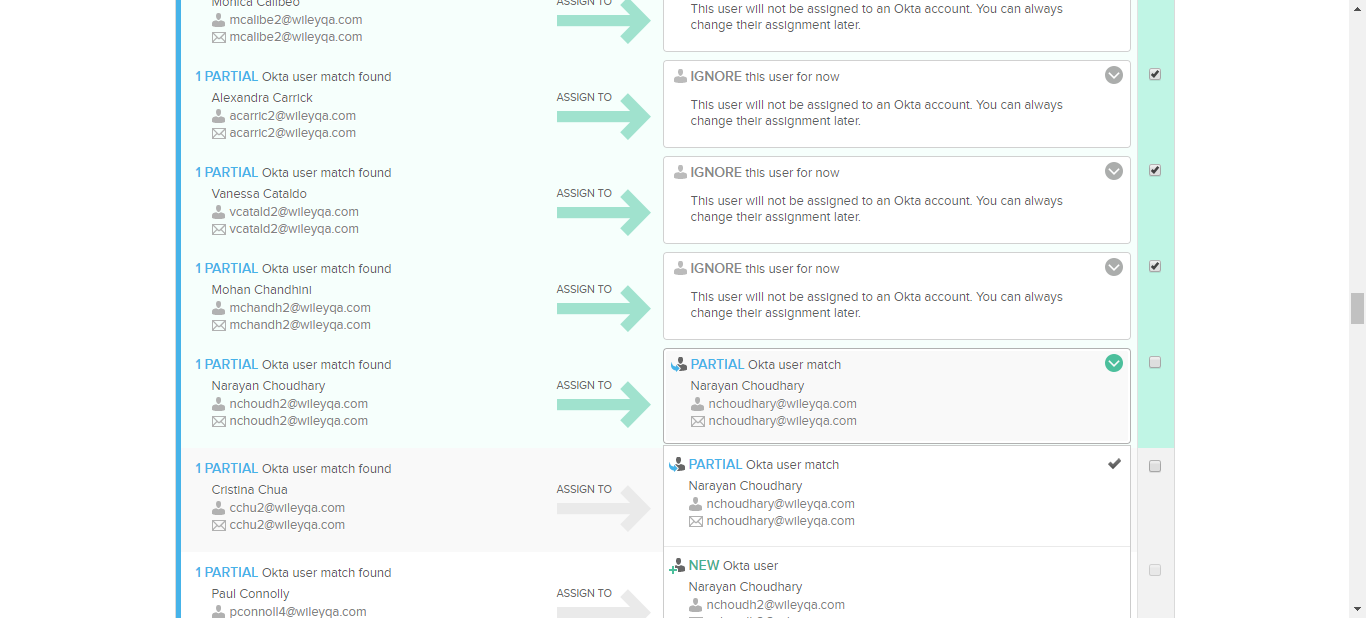 Monica Calibeo
ASSIGN TO
mcalibe2@wileyqa.com
mcalibe2@wileyqa.com
This user will not be assigned to an Okta account. You can always
change their assignment later.
1 PARTIAL Okta user match found
Alexandra Carrick
acarric2@wileyqa.com
acarric2@wileyqa.com
ASSIGN TO
IGNORE this user for now
This user will not be assigned to an Okta account. You can always
change their assignment later.
1 PARTIAL Okta user match found
Vanessa Cataldo
vcatald2@wileyqa.com
vcatald2@wileyqa.com
ASSIGN TO
IGNORE this user for now
This user will not be assigned to an Okta account. You can always
change their assignment later.
1 PARTIAL Okta user match found
Mohan Chandhini
mchandh2@wileyqa.com
mchandh2@wileyqa.com
ASSIGN TO
IGNORE this user for now
This user will not be assigned to an Okta account. You can always
change their assignment later.
1 PARTIAL Okta user match found
Narayan Choudhary
nchoudh2@wileyqa.com
nchoudh2@wileyqa.com
ASSIGN TO
PARTIAL Okta user match
Narayan Choudhary
nchoudhary@wileyqa.com
nchoudhary@wileyqa.com
1 PARTIAL Okta user match found
Cristina Chua
cchu2@wileyqa.com
cchu2@wileyqa.com
ASSIGN TO
PARTIAL Okta user match
Narayan Choudhary
nchoudhary@wileyqa.com
nchoudhary@wileyqa.com
1 PARTIAL Okta user match found
Paul Connolly
pconnoll4@wileyqa.com
ASSIGN TO
NEW Okta user
Narayan Choudhary
nchoudh2@wileyqa.com